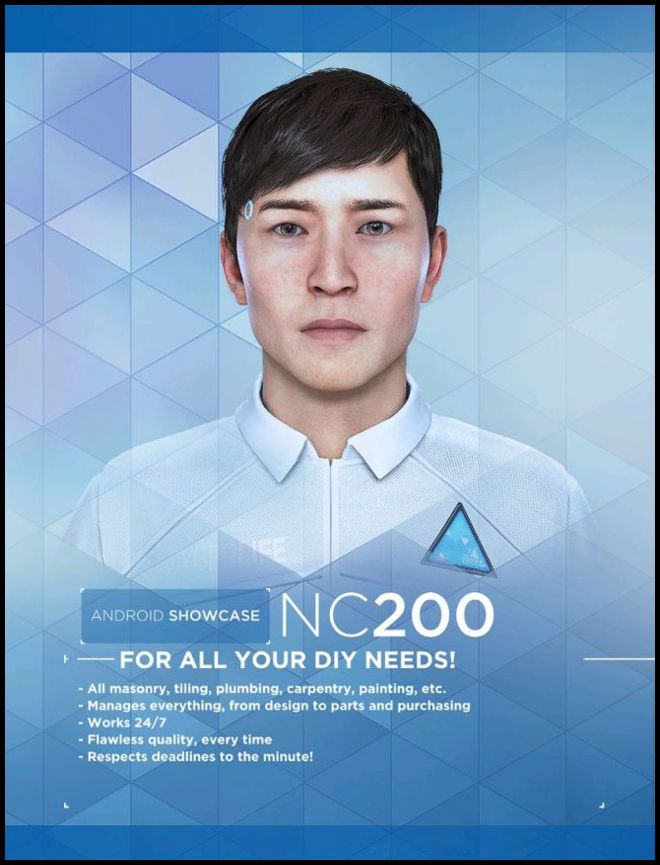 ANDROID SHOWCASE NC200
FOR ALL YOUR DIY NEEDS!
- All masonry, tiling, plumbing, carpentry, painting, etc.
- Manages everything, from design to parts and purchasing
- Works 24/7
- Flawless quality, every time
- Respects deadlines to the minute!